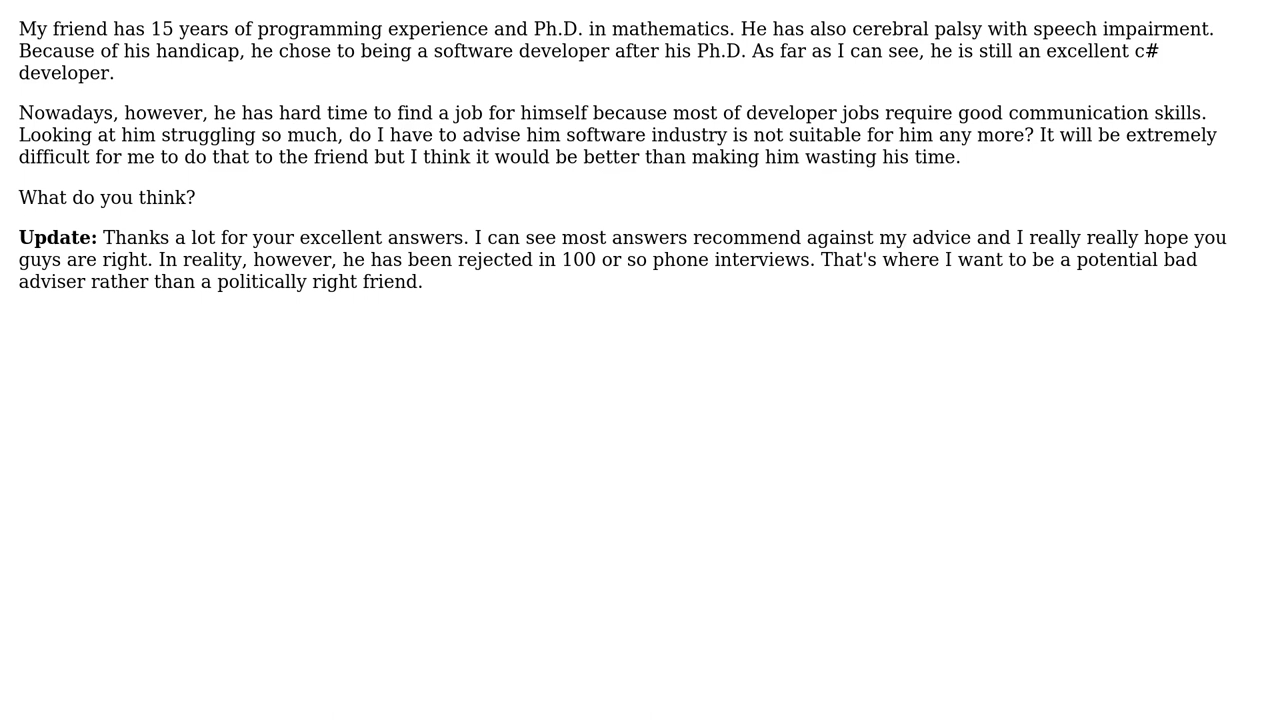 My friend has 15 years of programming experience and Ph.D. in mathematics. He has also cerebral palsy with speech impairment.
Because of his handicap, he chose to being a software developer after his Ph.D. As far as I can see, he is still an excellent c#
developer.
Nowadays, however, he has hard time to find a job for himself because most of developer jobs require good communication skills.
Looking at him struggling so much, do I have to advise him software industry is not suitable for him any more? It will be extremely
difficult for me to do that to the friend but I think it would be better than making him wasting his time.
What do you think?
Update: Thanks a lot for your excellent answers. I can see most answers recommend against my advice and I really really hope you
guys are right. In reality, however, he has been rejected in 100 or so phone interviews. That's where I want to be a potential bad
adviser rather than a politically right friend.